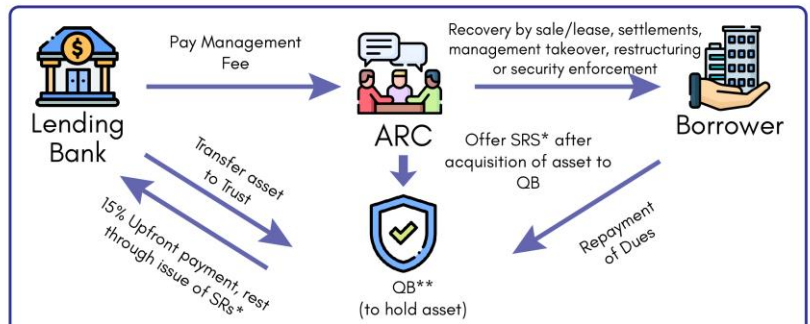 Pay Management
Fee
Recovery by sale/lease, settlements,
management takeover, restructuring
or security enforcement
Lending
Bank
ARC
Borrower
Transfer asset
to Trust
15% Upfront payment, rest
through issue of SRs*
Offer SRS* after
acquisition of asset to
QB
Repayment
of Dues
QB**
(to hold asset)